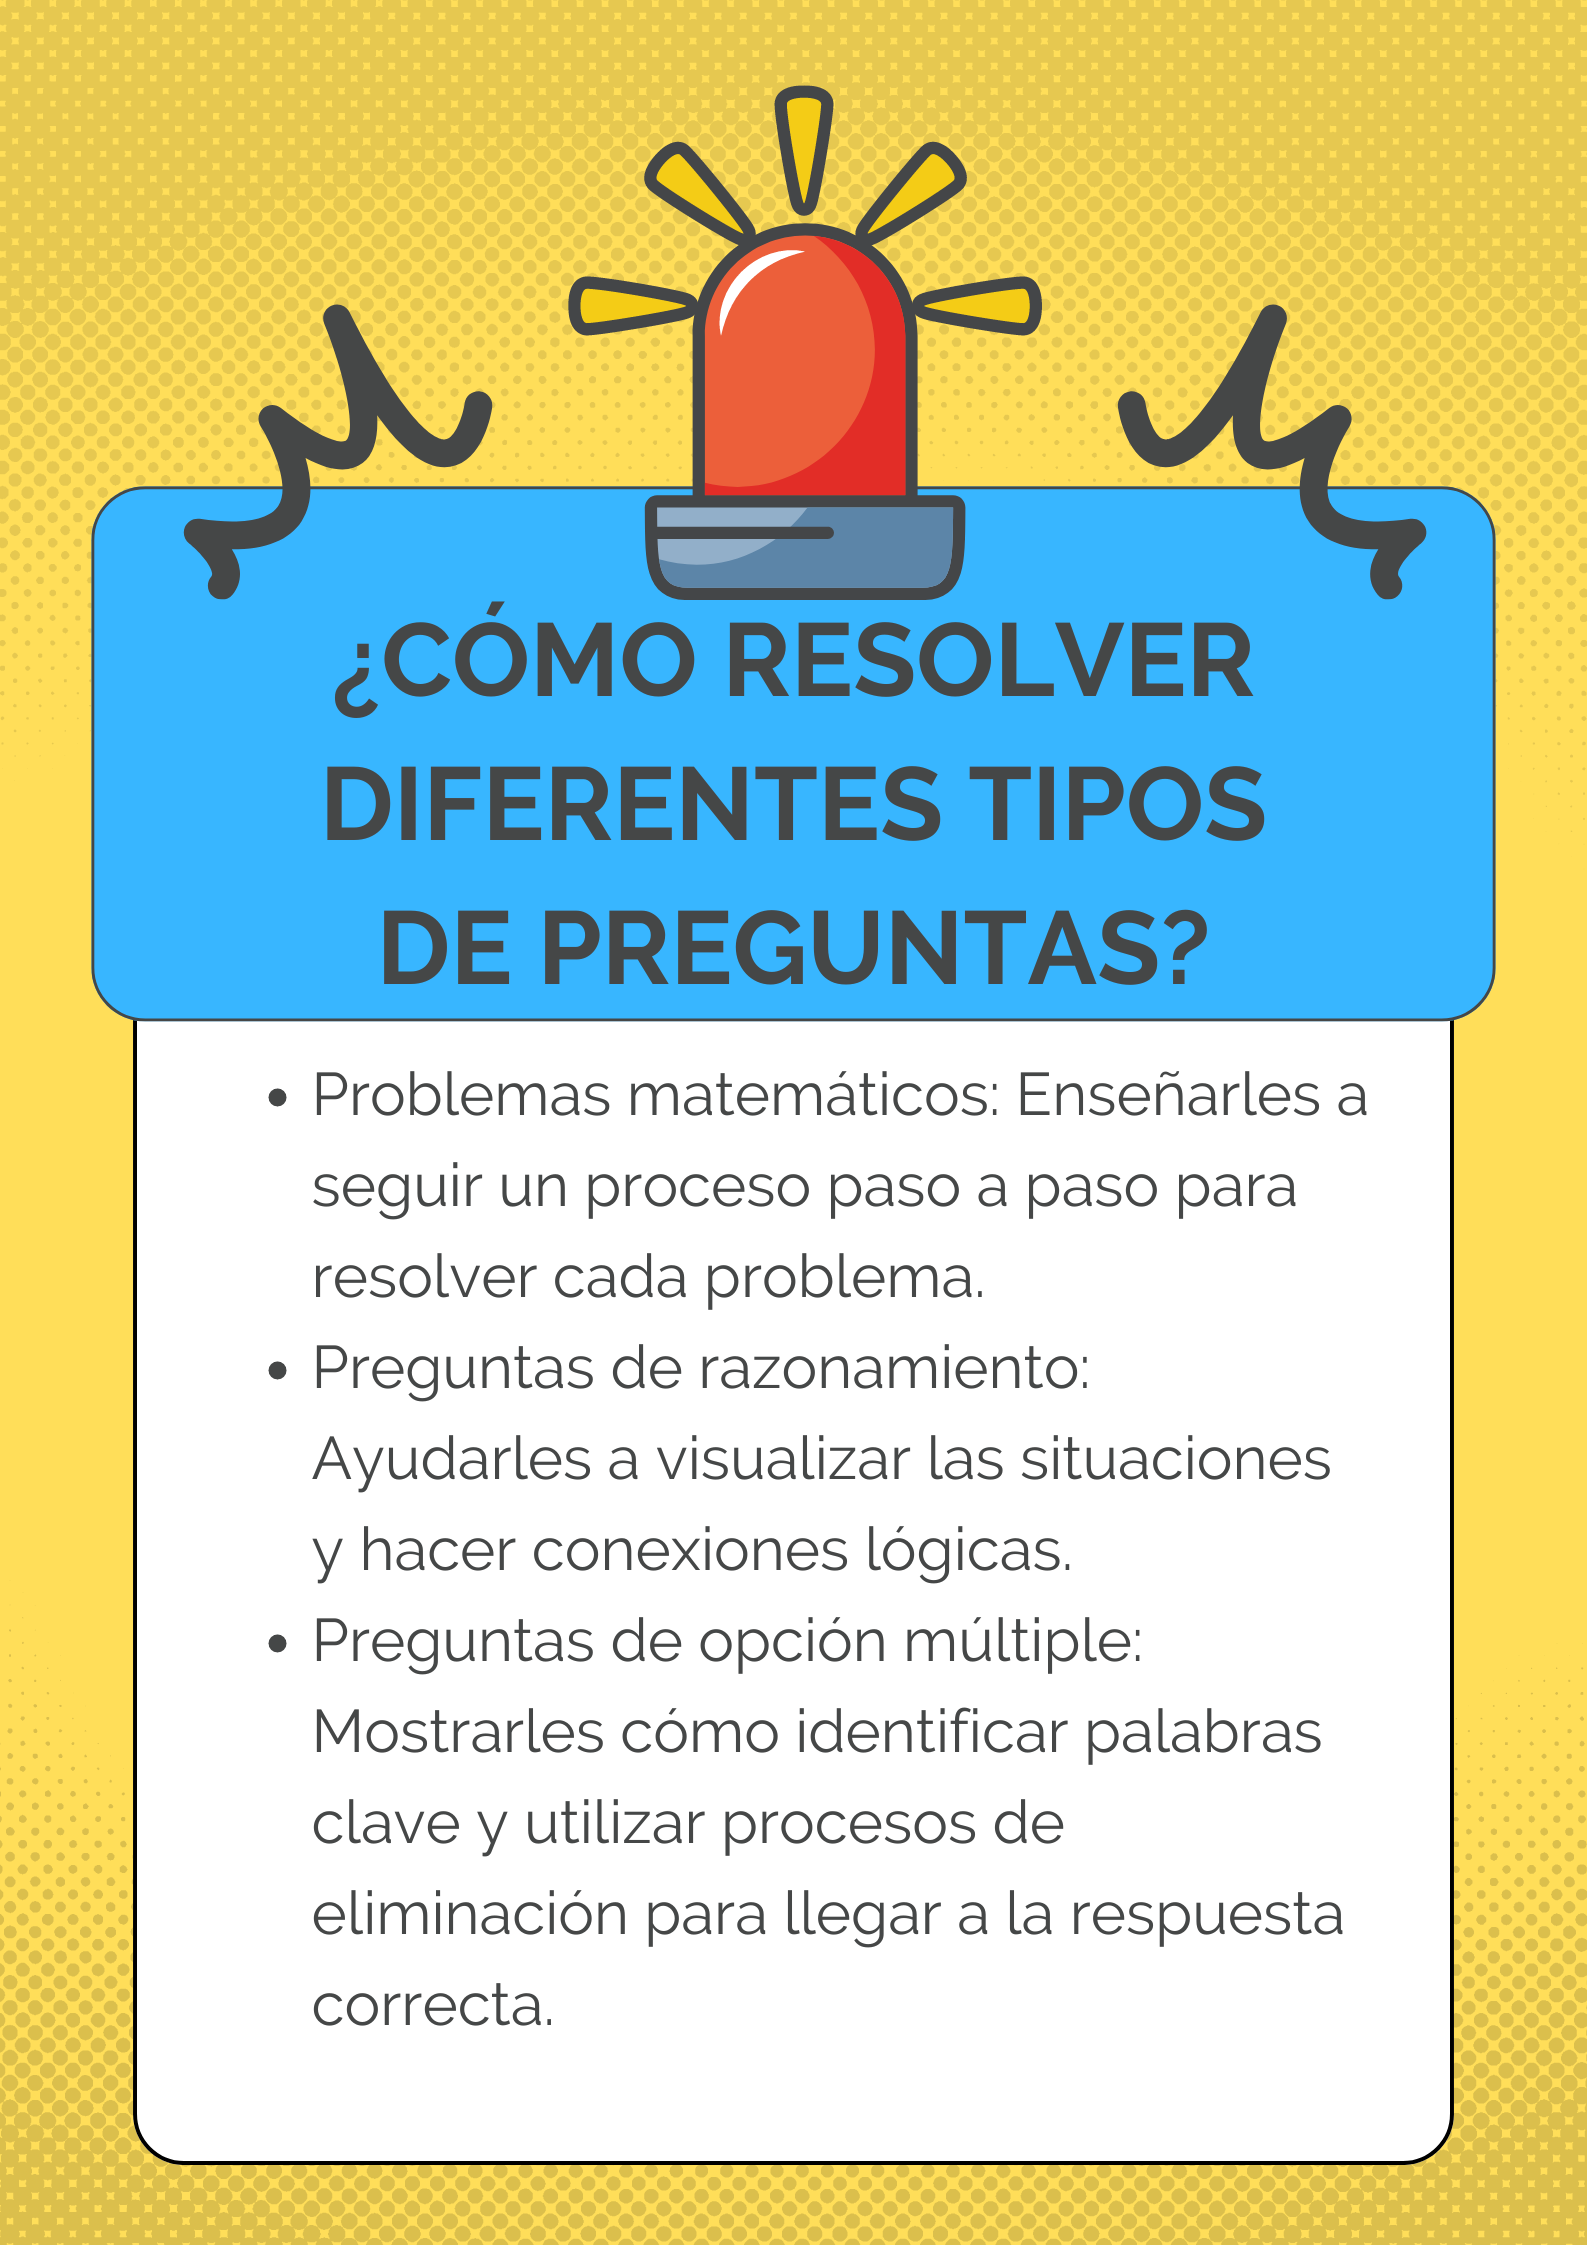 ¿CÓMO RESOLVER
DIFERENTES TIPOS
DE PREGUNTAS?
• Problemas matemáticos: Enseñarles a
seguir un proceso paso a paso para
resolver cada problema.
• Preguntas de razonamiento:
Ayudarles a visualizar las situaciones
y hacer conexiones lógicas.
• Preguntas de opción múltiple:
Mostrarles cómo identificar palabras
clave y utilizar procesos de
eliminación para llegar a la respuesta
correcta.